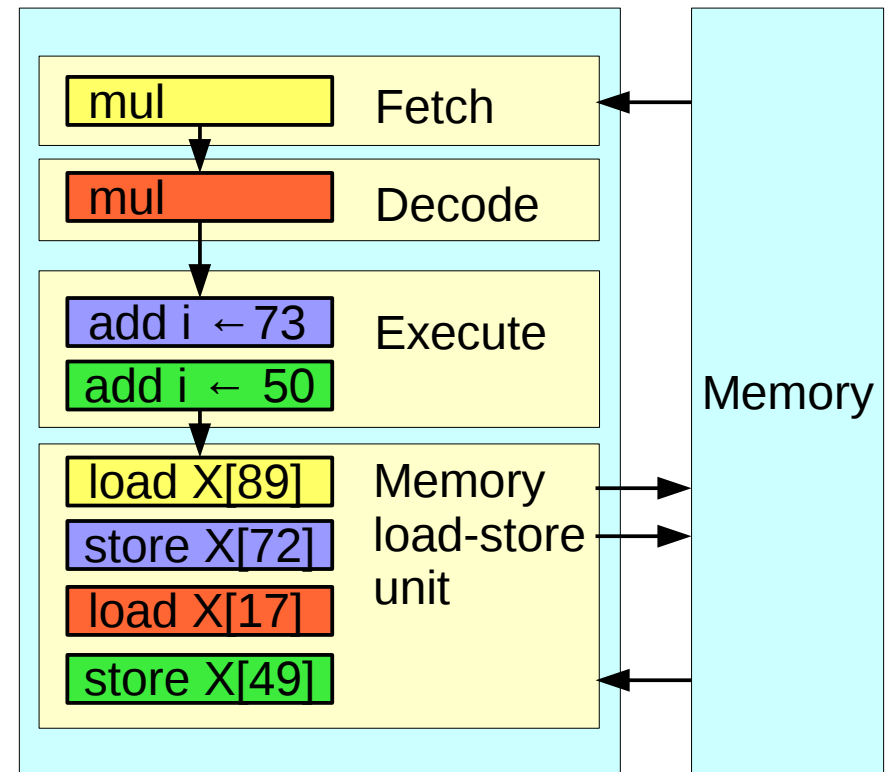 mul
Fetch
mul
Decode
add i ←73
Execute
add i ← 50
Memory
load X[89]
Memory
store X[72]
load-store
load X[17]
unit
store X[49]